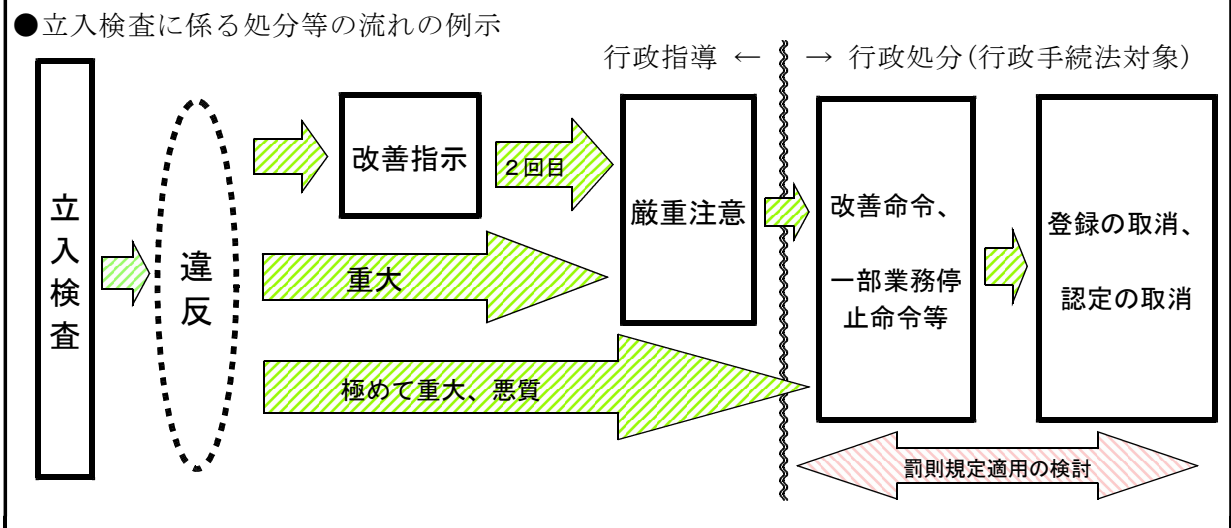 ●立入検査に係る処分等の流れの例示
行政指導 ← → 行政処分(行政手続法対象)
立入検査
違反
改善指示
2回目
厳重注意
重大
極めて重大、悪質
改善命令、
一部業務停
止命令等
登録の取消、
認定の取消
罰則規定適用の検討